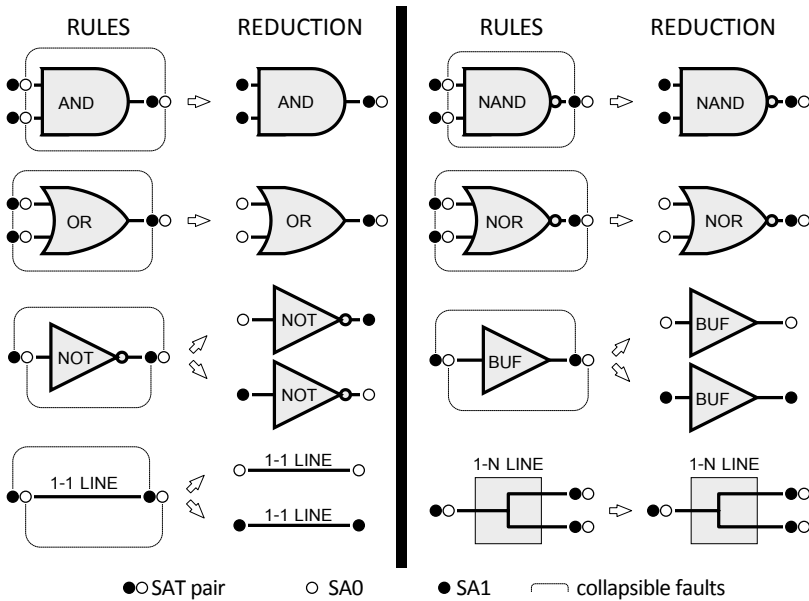 RULES REDUCTION RULES REDUCTION
AND AND NAND NAND
OR OR NOR NOR
NOT NOT BUF BUF
NOT BUF
1-1 LINE 1-1 LINE 1-N LINE 1-N LINE
1-1 LINE
SAT pair SA0 SA1 collapsible faults